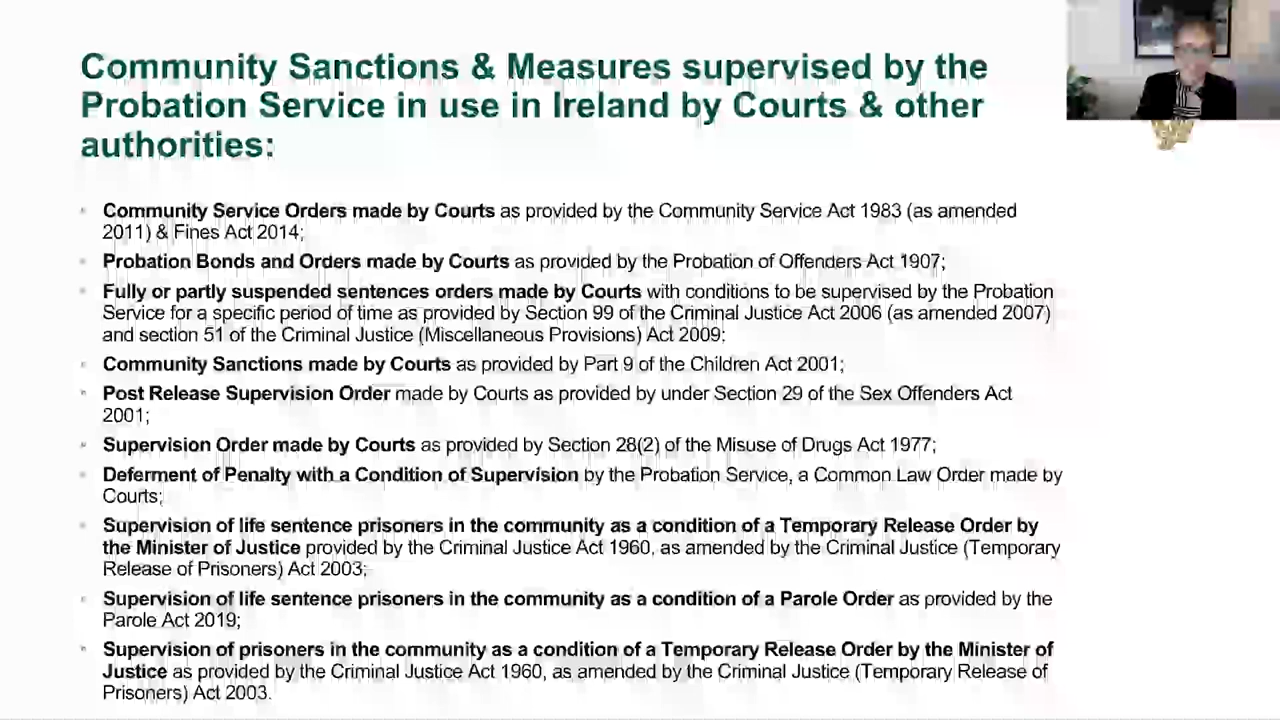 Community Sanctions & Measures supervised by the
Probation Service in use in Ireland by Courts & other
authorities:
Community Service Orders made by Courts as provided by the Community Service Act 1983 (as amended
2011) & Fines Act 2014;
Probation Bonds and Orders made by Courts as provided by the Probation of Offenders Act 1907;
Fully or partly suspended sentences orders made by Courts with conditions to be supervised by the Probation
Service for a specific period of time as provided by Section 99 of the Criminal Justice Act 2006 (as amended 2007)
and section 51 of the Criminal Justice (Miscellaneous Provisions) Act 2009:
Community Sanctions made by Courts as provided by Part 9 of the Children Act 2001;
Post Release Supervision Order made by Courts as provided by under Section 29 of the Sex Offenders Act
2001;
Supervision Order made by Courts as provided by Section 28(2) of the Misuse of Drugs Act 1977;
Deferment of Penalty with a Condition of Supervision by the Probation Service, a Common Law Order made by
Courts;
Supervision of life sentence prisoners in the community as a condition of a Temporary Release Order by
the Minister of Justice provided by the Criminal Justice Act 1960, as amended by the Criminal Justice (Temporary
Release of Prisoners) Act 2003;
Supervision of life sentence prisoners in the community as a condition of a Parole Order as provided by the
Parole Act 2019;
Supervision of prisoners in the community as a condition of a Temporary Release Order by the Minister of
Justice as provided by the Criminal Justice Act 1960, as amended by the Criminal Justice (Temporary Release of
Prisoners) Act 2003.